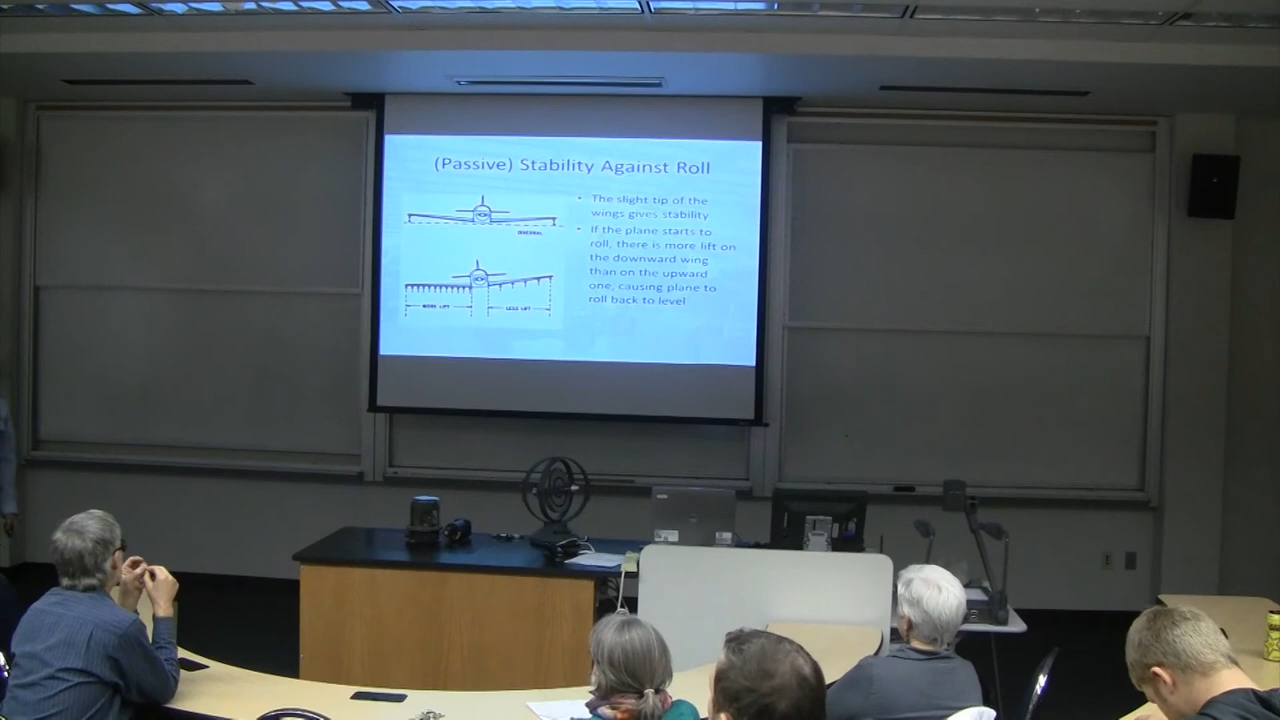 (Passive) Stability Against Roll
• The slight tip of the
wings gives stability
• If the plane starts to
roll, there is more lift on
the downward wing
than on the upward
one, causing plane to
roll back to level
DIHEDRAL
MORE LIFT
LESS LIFT